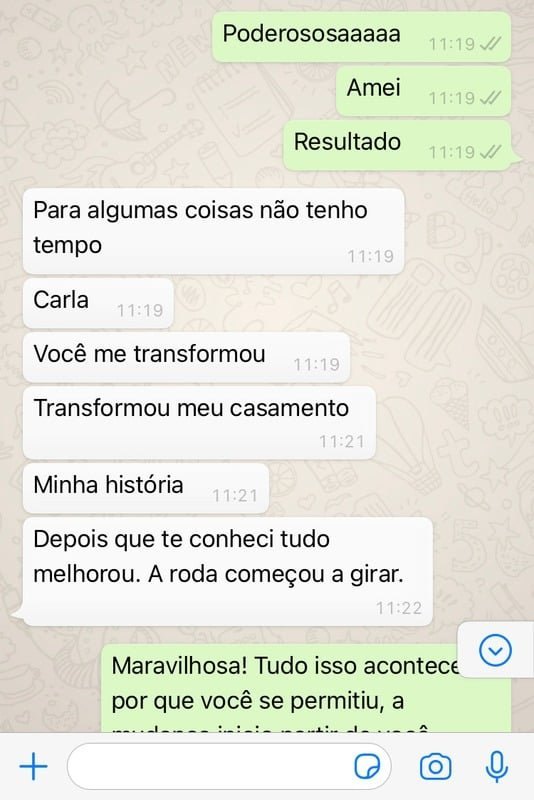 Poderososaaaaa
11:19
Amei
11:19
Resultado
11:19
Para algumas coisas não tenho
tempo
11:19
Carla
11:19
Você me transformou
11:19
Transformou meu casamento
11:21
Minha história
11:21
Depois que te conheci tudo
melhorou. A roda começou a girar.
11:22
Maravilhosa! Tudo isso acontece
por que você se permitiu, a